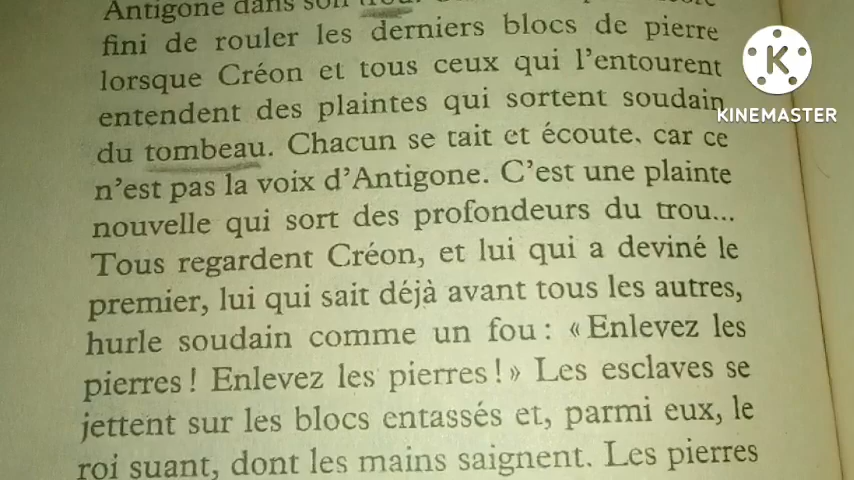 Antigone dans son trou.
fini de rouler les derniers blocs de pierre
lorsque Créon et tous ceux qui l'entourent
entendent des plaintes qui sortent soudain
du tombeau. Chacun se tait et écoute, car ce
n'est pas la voix d'Antigone. C'est une plainte
nouvelle qui sort des profondeurs du trou...
Tous regardent Créon, et lui qui a deviné le
premier, lui qui sait déjà avant tous les autres,
hurle soudain comme un fou : « Enlevez les
pierres ! Enlevez les pierres ! » Les esclaves se
jettent sur les blocs entassés et, parmi eux, le
roi suant, dont les mains saignent. Les pierres
K
KINEMASTER